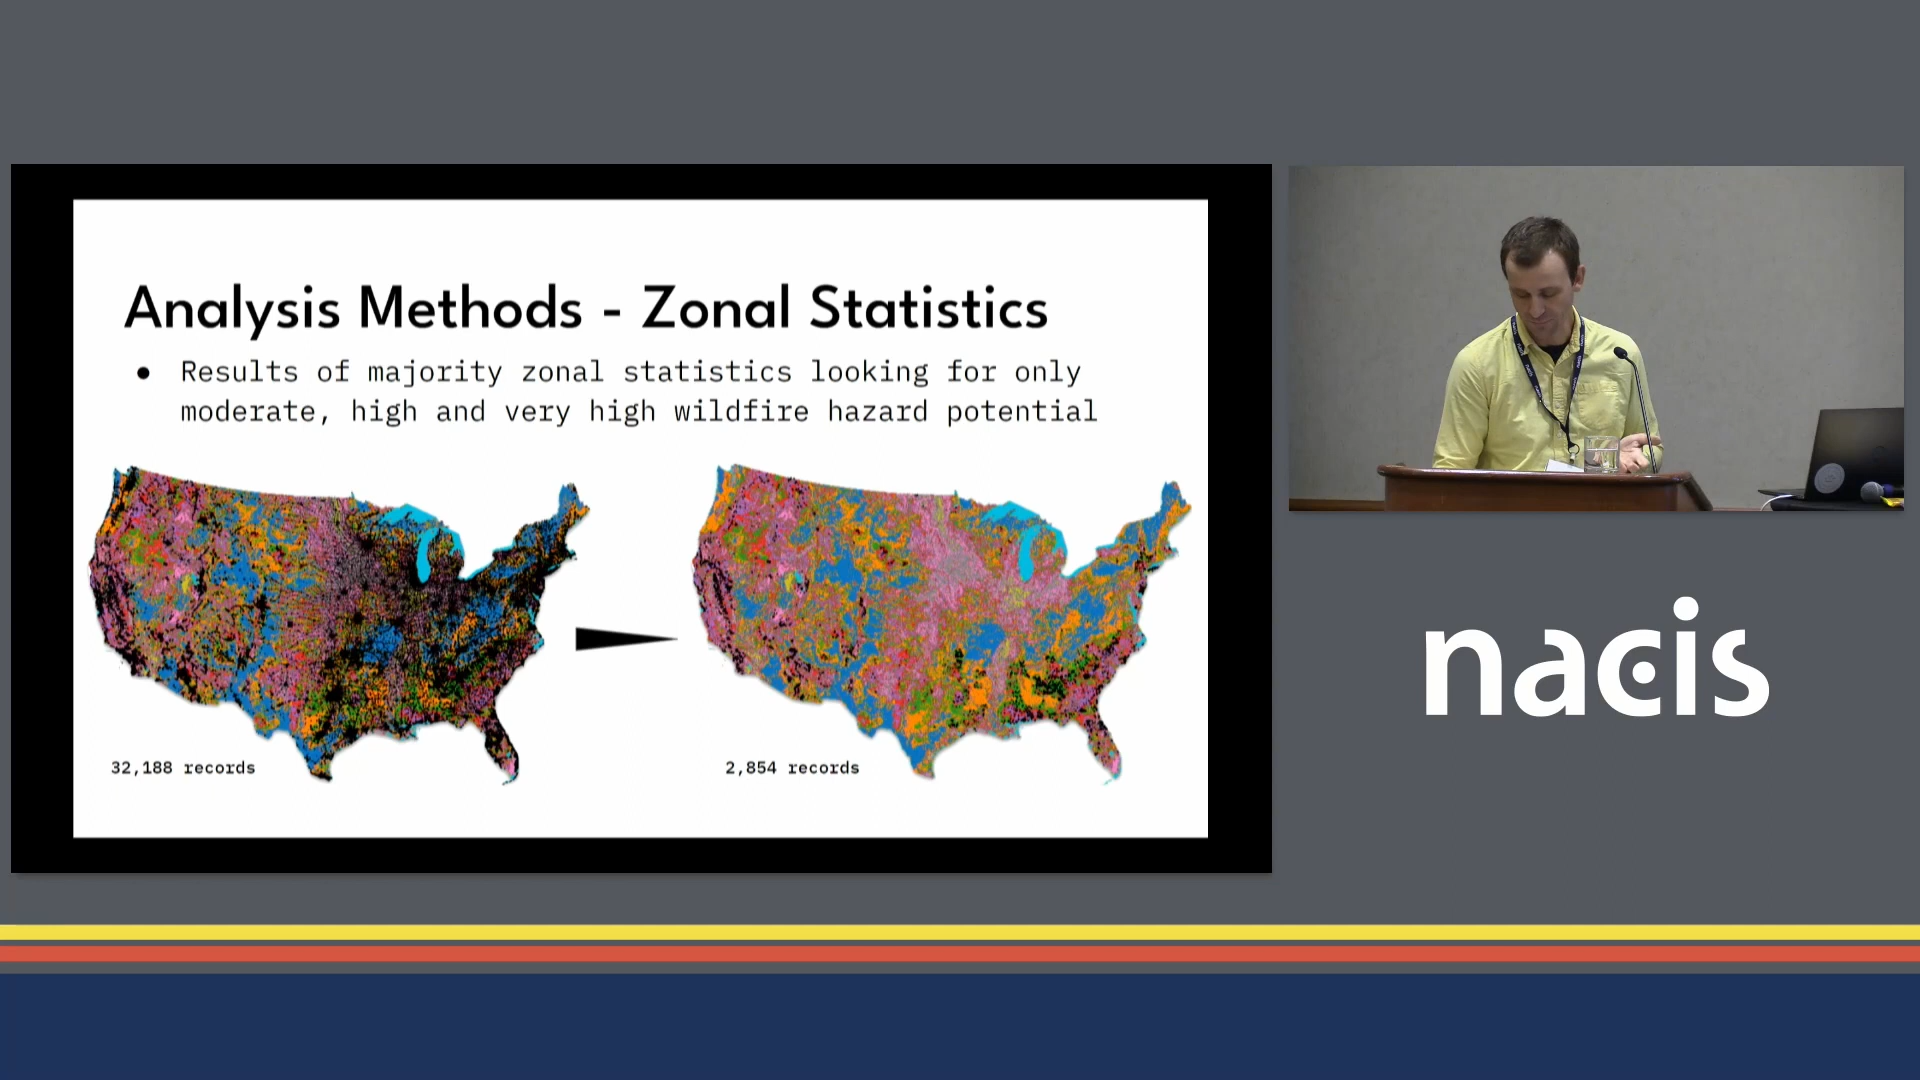 Analysis Methods - Zonal Statistics
● Results of majority zonal statistics looking for only
moderate, high and very high wildfire hazard potential
32,188 records
2,854 records
nacis